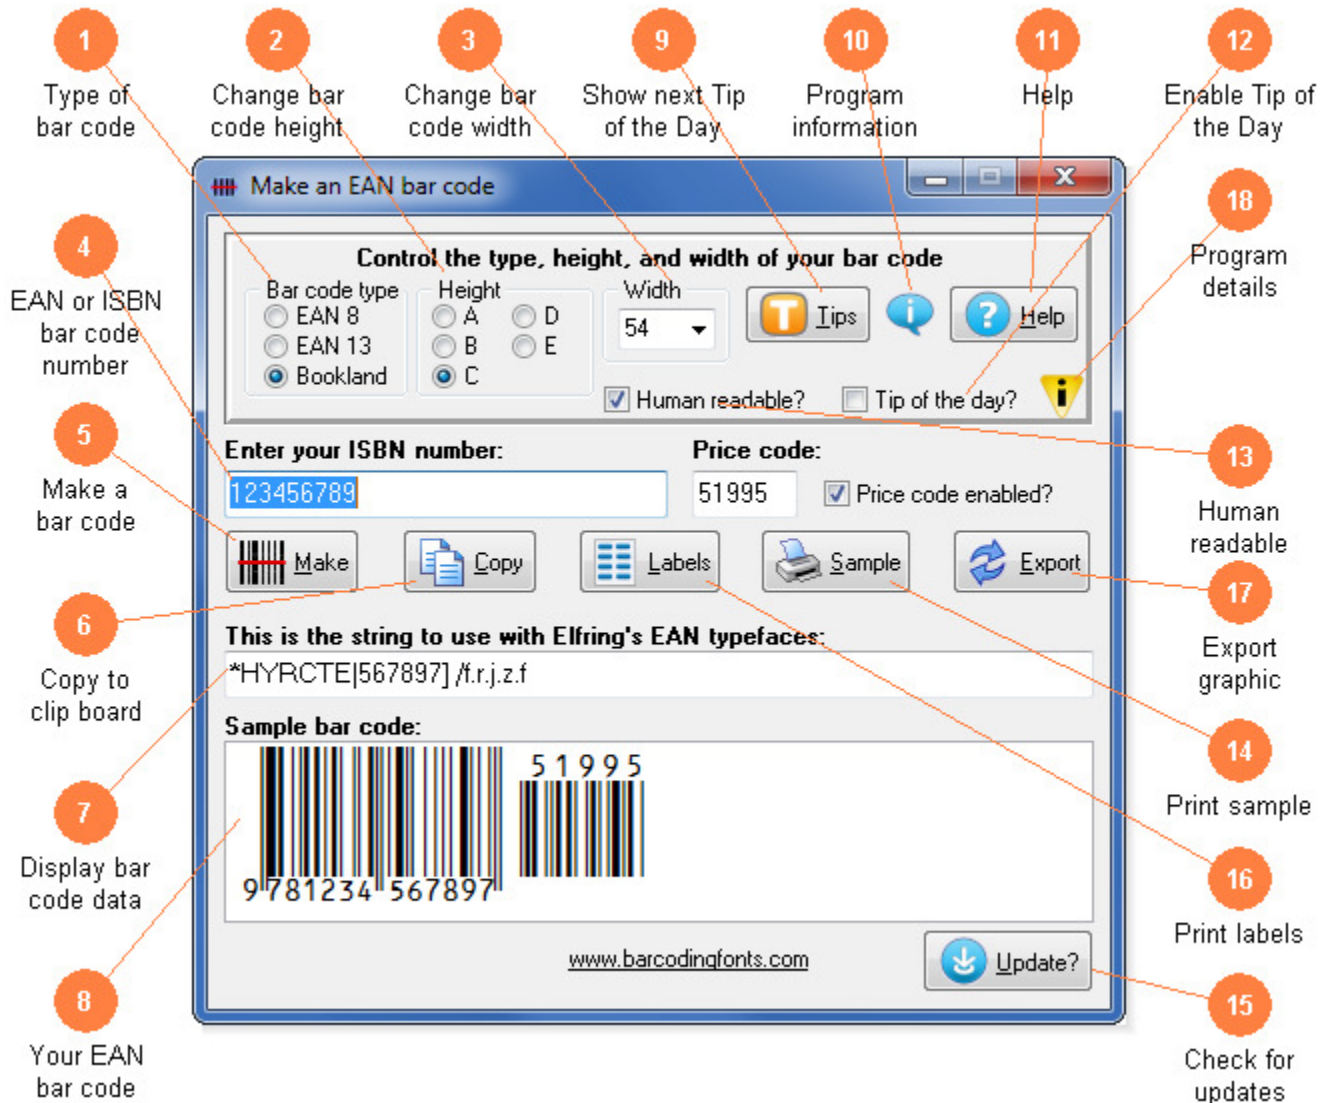 1
2
3
9
10
11
12
Type of
bar code
Change bar
code height
Change bar
code width
Show next Tip
of the Day
Program
information
Help
Enable Tip of
the Day
Make an EAN bar code
18
Program
details
4
EAN or ISBN
bar code
number
Control the type, height, and width of your bar code
Bar code type
EAN 8
EAN 13
Bookland
Height
A
B
C
D
E
Width
54
Tips
Help
Human readable?
Tip of the day?
5
Make a
bar code
Enter your ISBN number:
123456789
Price code:
51995
Price code enabled?
13
Human
readable
Make
Copy
Labels
Sample
Export
6
Copy to
clip board
17
Export
graphic
This is the string to use with Elfring's EAN typefaces:
*HYRCTE|567897] /f.r.j.z.f
Sample bar code:
51995
9 781234 567897
7
Display bar
code data
14
Print sample
16
Print labels
www.barcodingfonts.com
Update?
8
Your EAN
bar code
15
Check for
updates